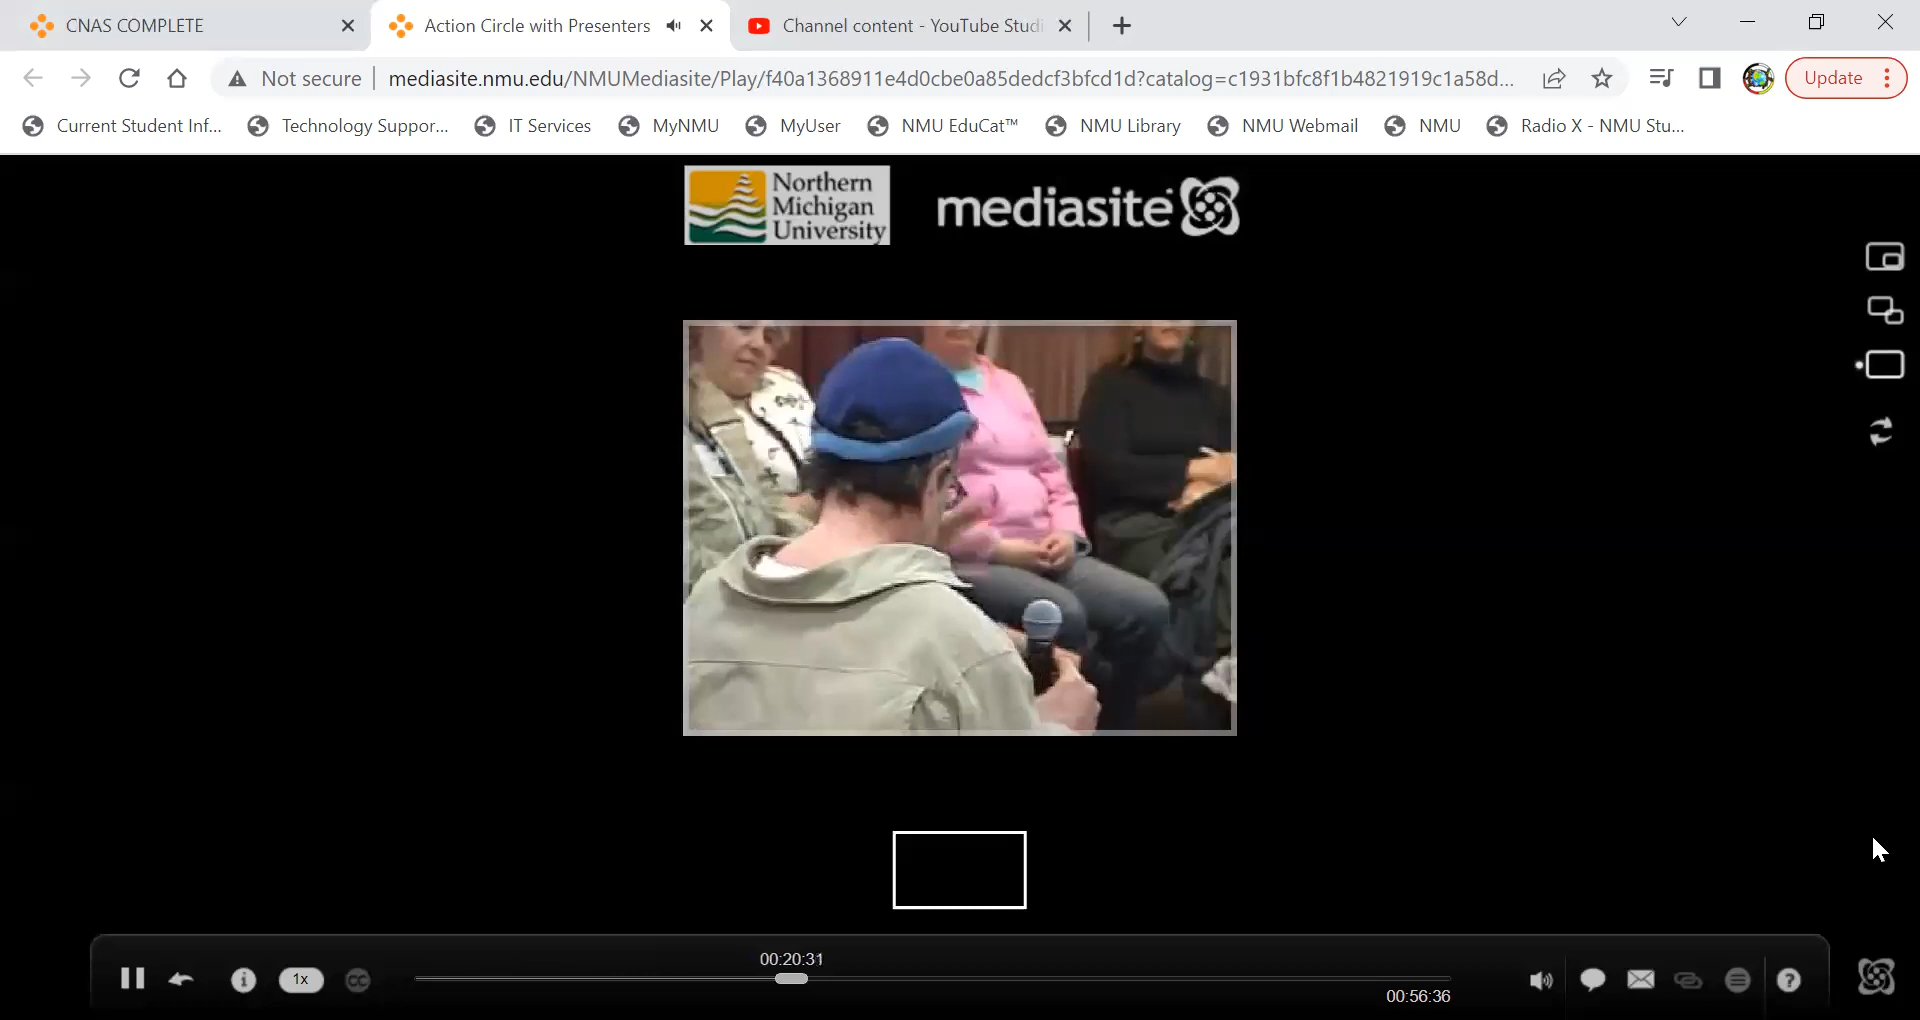 CNAS COMPLETE
Action Circle with Presenters
Channel content - YouTube Studi
Not secure
mediasite.nmu.edu/NMUMediasite/Play/f40a1368911e4d0cbe0a85dedcf3bfcd1d?catalog=c1931bfc8f1b4821919c1a58d...
Update
Current Student Inf...
Technology Suppor...
IT Services
MyNMU
MyUser
NMU EduCat™
NMU Library
NMU Webmail
NMU
Radio X - NMU Stu...
Northern
Michigan
University
mediasite
00:20:31
1x
CC
00:56:36